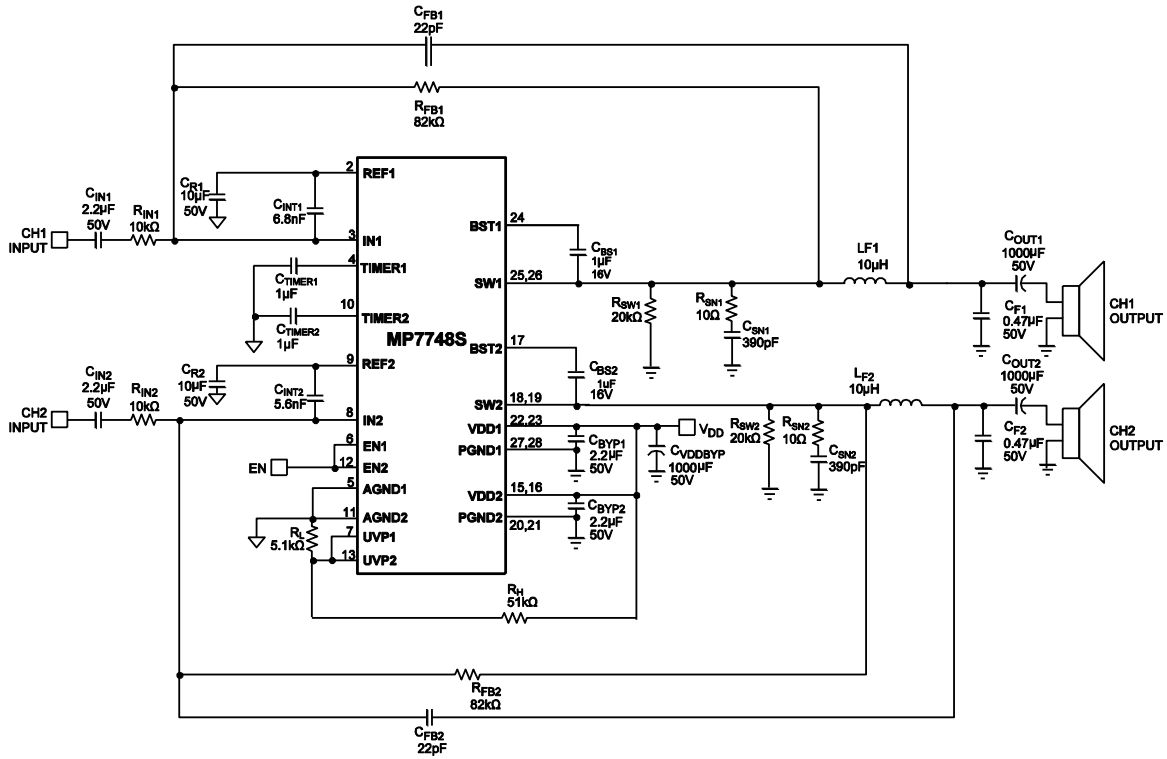 CFB1
22pF
RFB1
82kΩ
CH1
INPUT
CIN1
2.2µF
50V
RIN1
10kΩ
CR1
10µF
50V
CINT1
6.8nF
CTIMER1
1µF
CTIMER2
1µF
CH2
INPUT
CIN2
2.2µF
50V
RIN2
10kΩ
CR2
10µF
50V
CINT2
5.6nF
EN
RL
5.1kΩ
2
REF1
3
IN1
4
TIMER1
10
TIMER2
9
REF2
8
IN2
6
EN1
12
EN2
5
AGND1
11
AGND2
7
UVP1
13
UVP2
MP7748S
BST1
24
SW1
25,26
BST2
17
SW2
18,19
VDD1
22,23
PGND1
27,28
VDD2
15,16
PGND2
20,21
CBS1
1µF
16V
RSW1
20kΩ
RSN1
10Ω
CSN1
390pF
LF1
10µH
COUT1
1000µF
50V
CF1
0.47µF
50V
CH1
OUTPUT
CBS2
1uF
16V
LF2
10µH
COUT2
1000µF
50V
CF2
0.47µF
50V
CH2
OUTPUT
RSW2
20kΩ
RSN2
10Ω
CSN2
390pF
CBYP1
2.2µF
50V
CVDDBYP
1000µF
50V
VDD
CBYP2
2.2µF
50V
RH
51kΩ
RFB2
82kΩ
CFB2
22pF